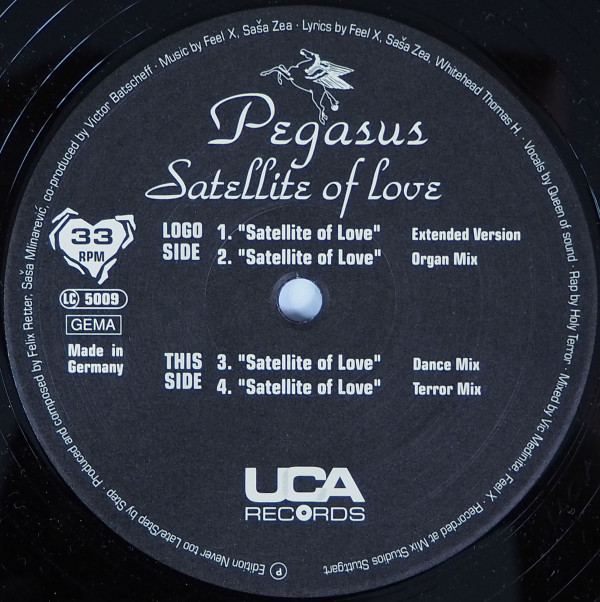 Produced and composed by Felix Retter, Saša Mlinarević, co-produced by Victor Batscheff · Music by Feel X, Saša Zea · Lyrics by Feel X, Saša Zea, Whitehead Thomas H. · Vocals by Queen of sound · Rap by Holy Terror · Mixed by Vic Medinite, Feel X · Recorded at Mix Studios Stuttgart
Pegasus
Satellite of love
33
RPM
LC 5009
GEMA
Made in
Germany
LOGO SIDE
1. "Satellite of Love" Extended Version
2. "Satellite of Love" Organ Mix
THIS SIDE
3. "Satellite of Love" Dance Mix
4. "Satellite of Love" Terror Mix
UCA
RECORDS
℗ Edition Never too Late/Step by Step